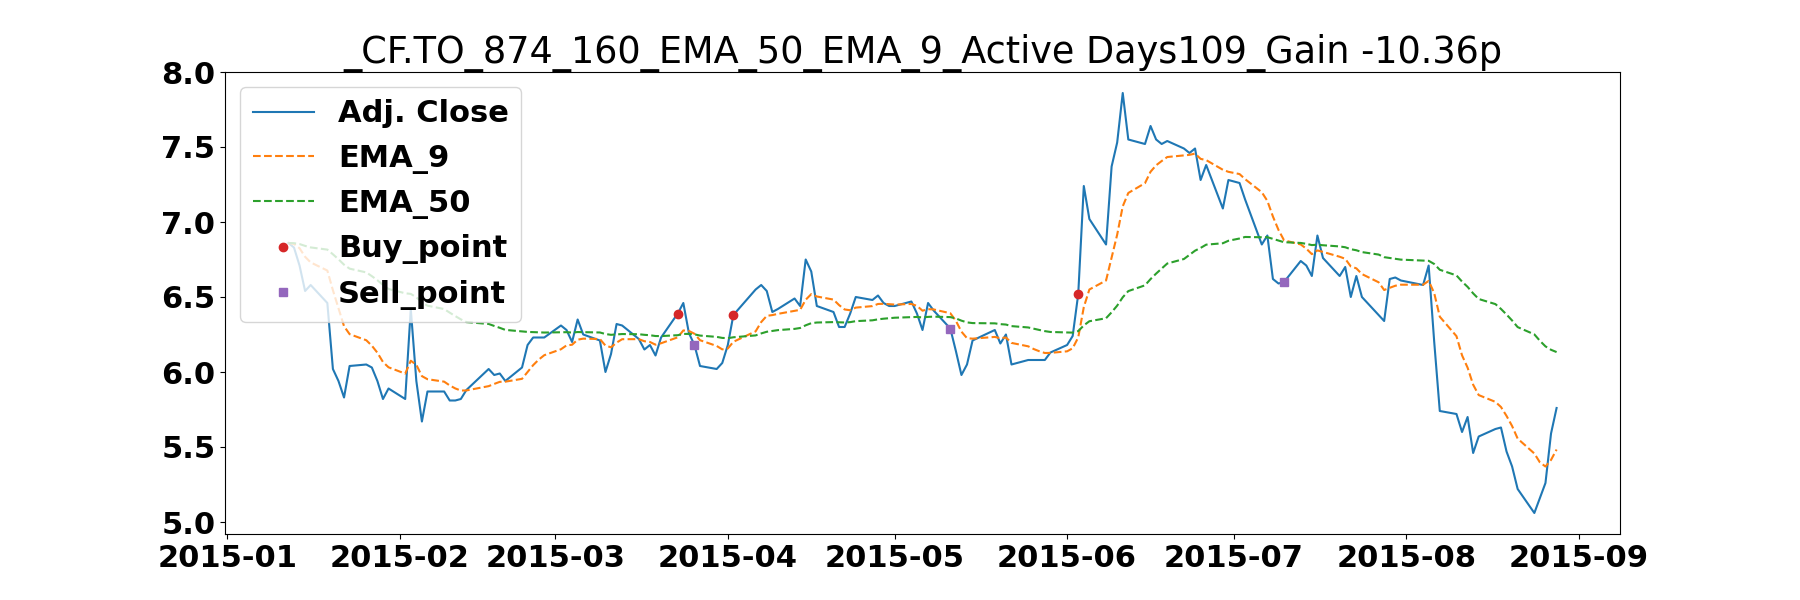 _CF.TO_874_160_EMA_50_EMA_9_Active Days109_Gain -10.36p
8.0
7.5
7.0
6.5
6.0
5.5
5.0
Adj. Close
EMA_9
EMA_50
Buy_point
Sell_point
2015-01 2015-02 2015-03 2015-04 2015-05 2015-06 2015-07 2015-08 2015-09